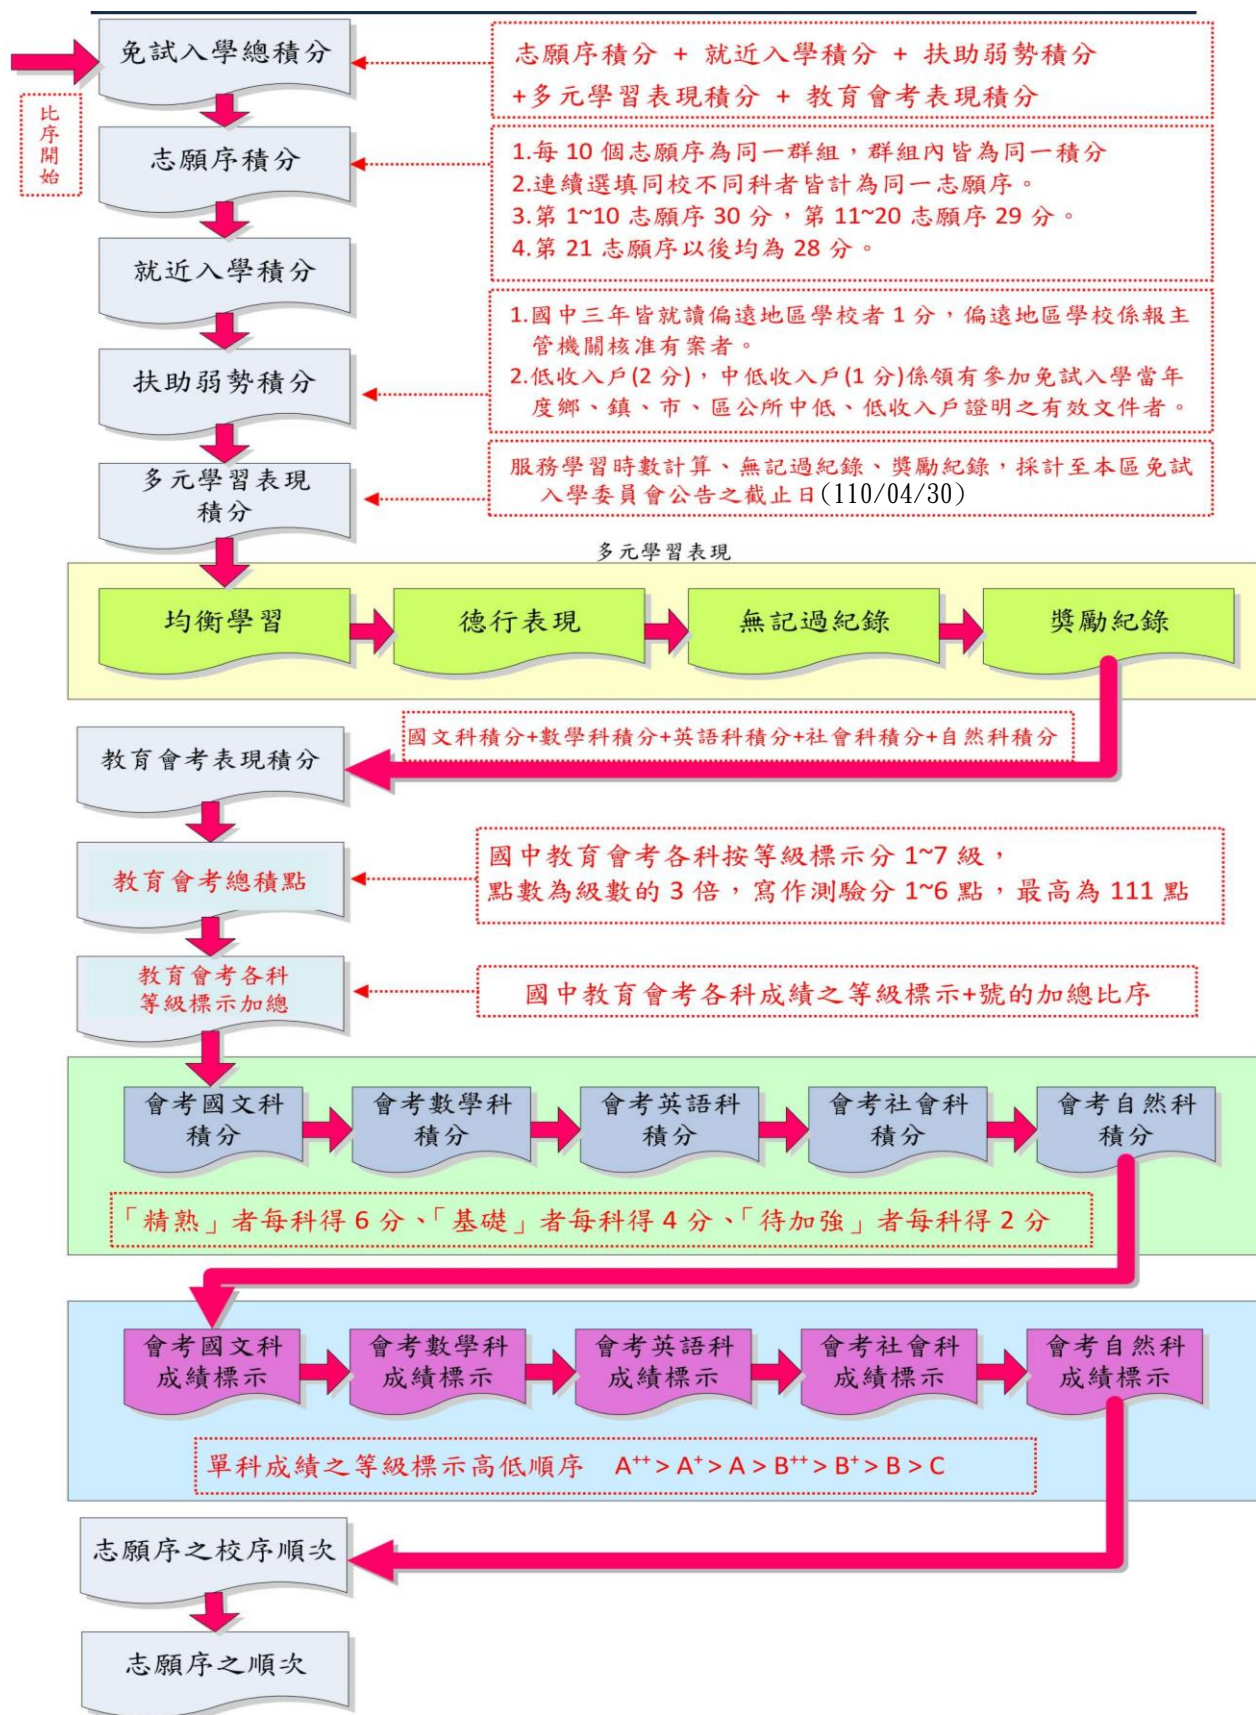 免試入學總積分
志願序積分 + 就近入學積分 + 扶助弱勢積分
+多元學習表現積分 + 教育會考表現積分
比序開始
志願序積分
1.每 10 個志願序為同一群組，群組內皆為同一積分
2.連續選填同校不同科者皆計為同一志願序。
3.第 1~10 志願序 30 分，第 11~20 志願序 29 分。
4.第 21 志願序以後均為 28 分。
就近入學積分
扶助弱勢積分
1.國中三年皆就讀偏遠地區學校者 1 分，偏遠地區學校係報主
管機關核准有案者。
2.低收入戶(2 分)，中低收入戶(1 分)係領有參加免試入學當年
度鄉、鎮、市、區公所中低、低收入戶證明之有效文件者。
多元學習表現
積分
服務學習時數計算、無記過紀錄、獎勵紀錄，採計至本區免試
入學委員會公告之截止日(110/04/30)
多元學習表現
均衡學習
德行表現
無記過紀錄
獎勵紀錄
國文科積分+數學科積分+英語科積分+社會科積分+自然科積分
教育會考表現積分
教育會考總積點
國中教育會考各科按等級標示分 1~7 級，
點數為級數的 3 倍，寫作測驗分 1~6 點，最高為 111 點
教育會考各科
等級標示加總
國中教育會考各科成績之等級標示+號的加總比序
會考國文科
積分
會考數學科
積分
會考英語科
積分
會考社會科
積分
會考自然科
積分
「精熟」者每科得 6 分、「基礎」者每科得 4 分、「待加強」者每科得 2 分
會考國文科
成績標示
會考數學科
成績標示
會考英語科
成績標示
會考社會科
成績標示
會考自然科
成績標示
單科成績之等級標示高低順序 A⁺⁺ > A⁺ > A > B⁺⁺ > B⁺ > B > C
志願序之校序順次
志願序之順次